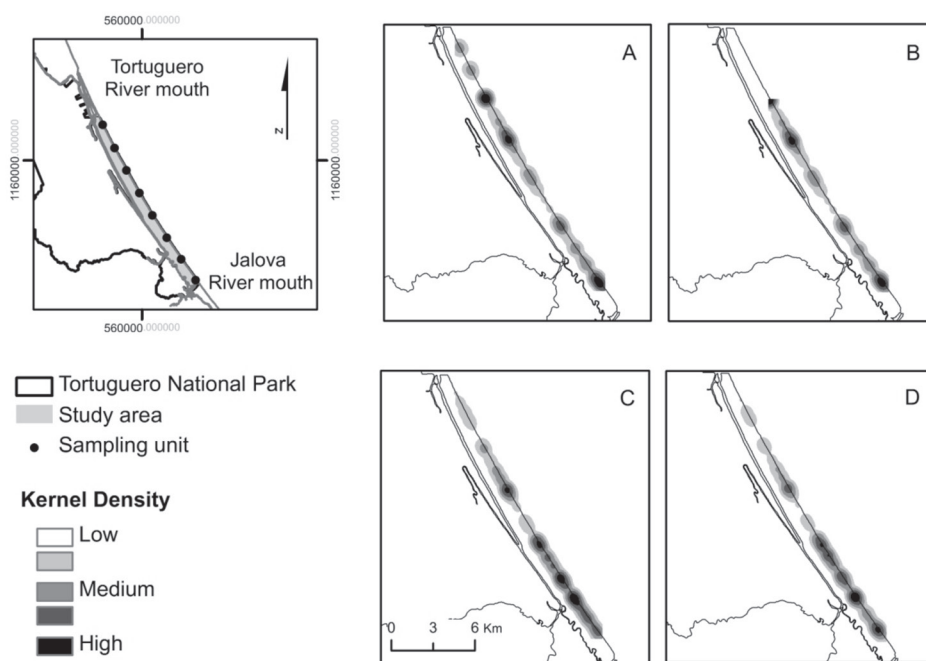 560000.000000
Tortuguero
River mouth
z
1160000.000000
1160000.000000
Jalova
River mouth
560000.000000
A
B
Tortuguero National Park
Study area
Sampling unit
Kernel Density
Low
Medium
High
C
0 3 6 Km
D